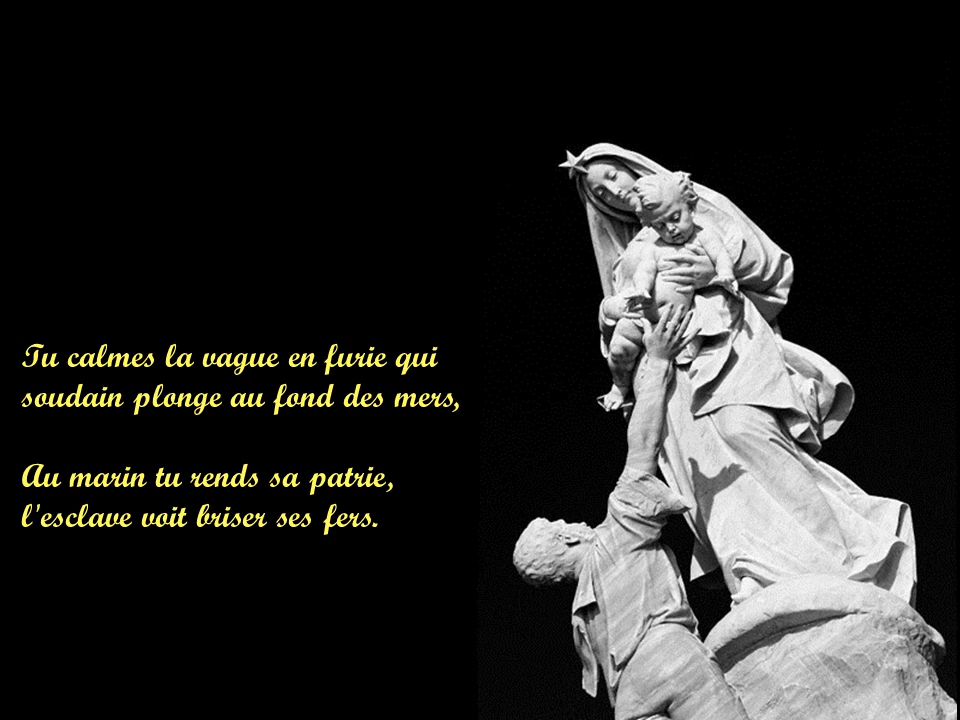 Tu calmes la vague en furie qui
soudain plonge au fond des mers,
Au marin tu rends sa patrie,
l'esclave voit briser ses fers.